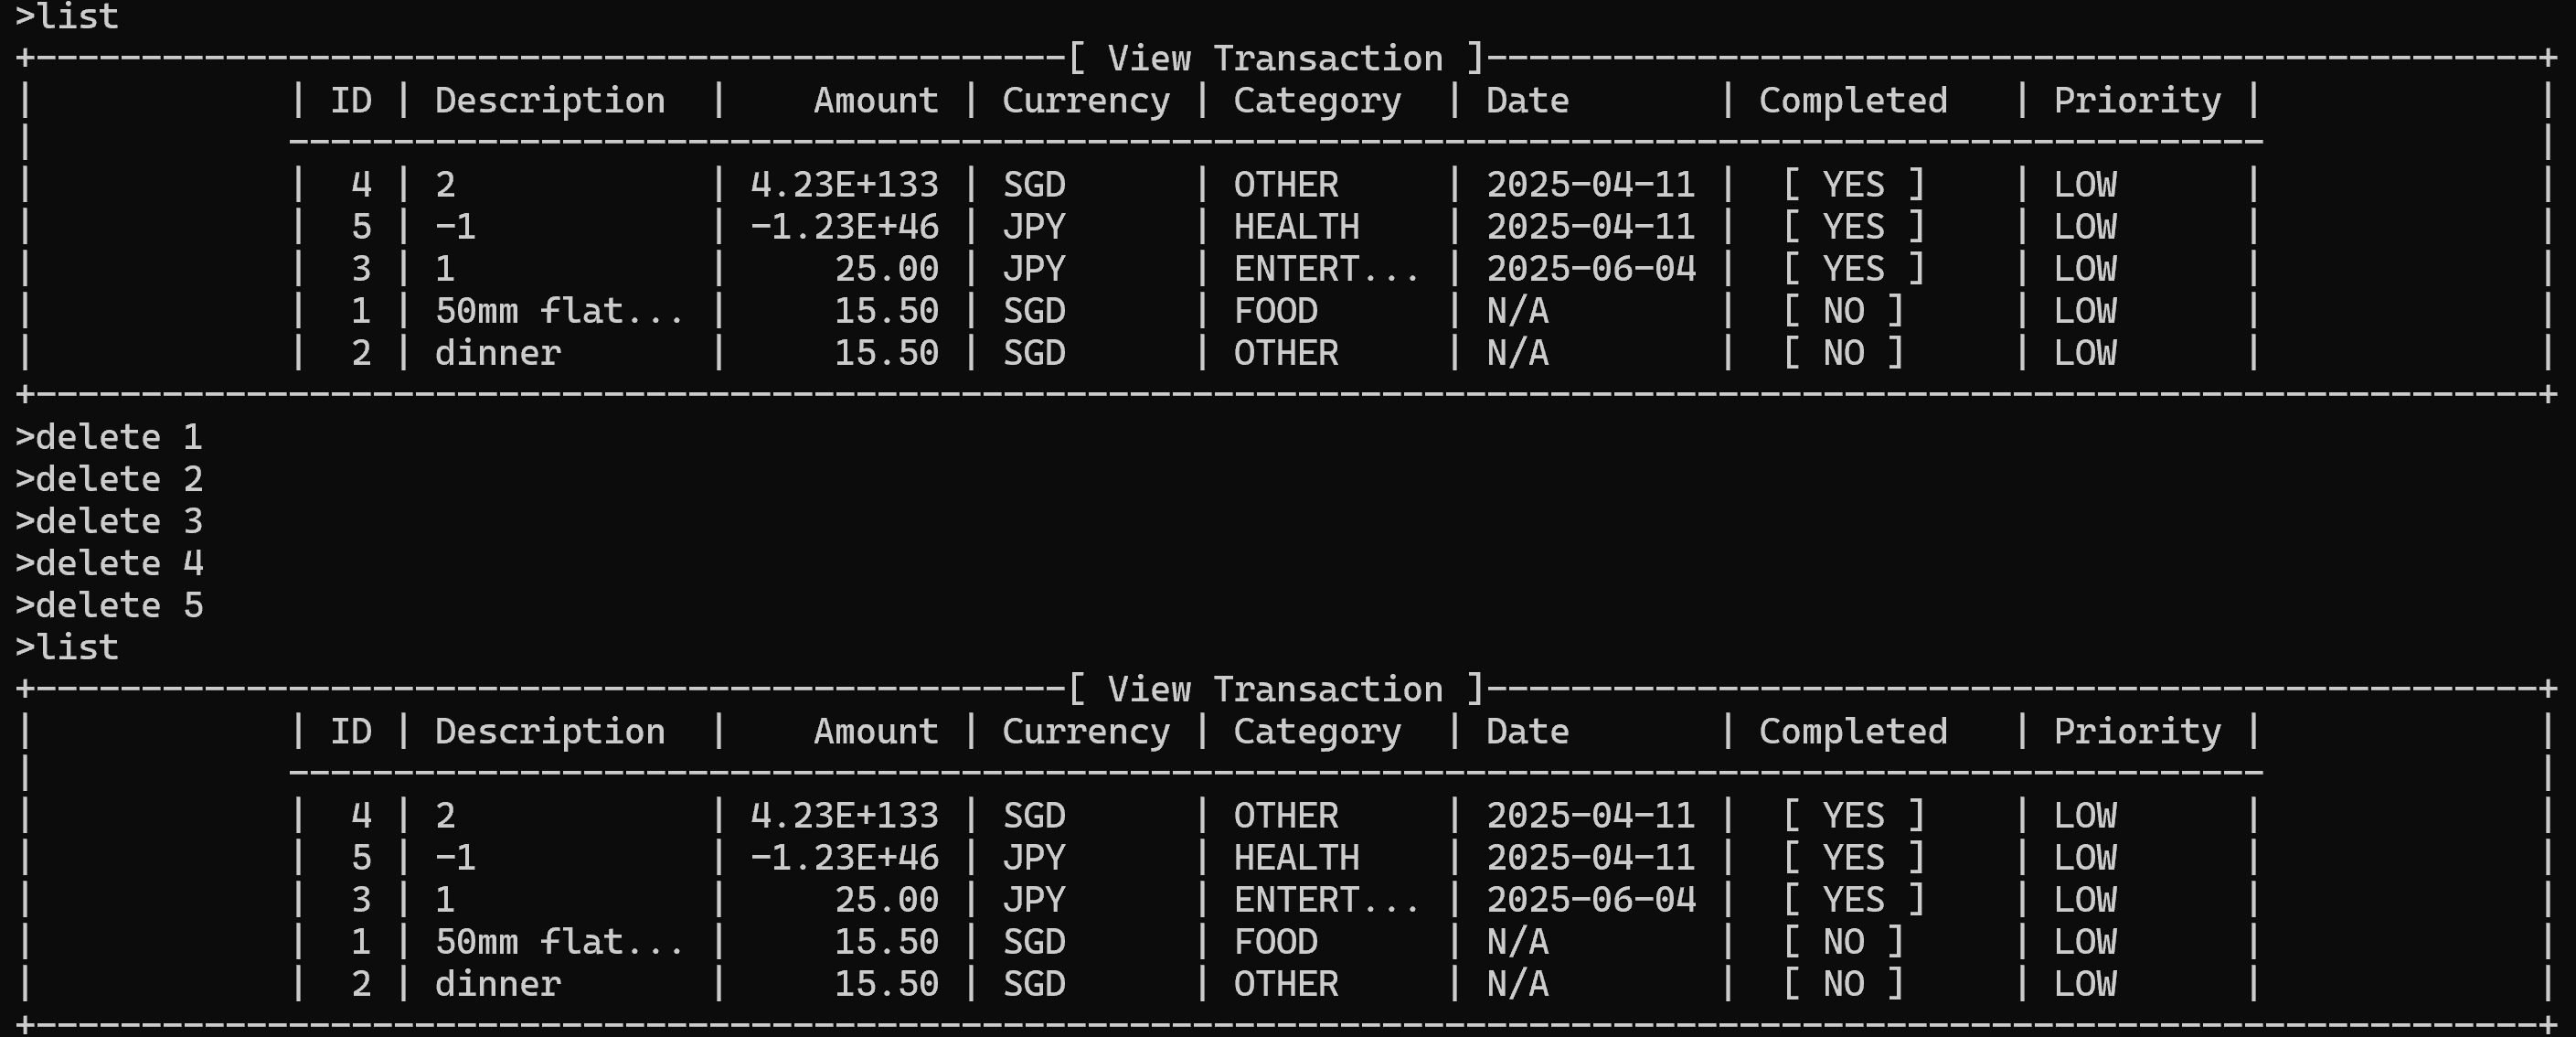 >list
+-------------------------------------------------[ View Transaction ]--------------------------------------------------+
|            | ID | Description  |    Amount | Currency | Category  | Date       | Completed   | Priority |             |
|            ----------------------------------------------------------------------------------------------             |
|            |  4 | 2            | 4.23E+133 | SGD      | OTHER     | 2025-04-11 |  [ YES ]    | LOW      |             |
|            |  5 | -1           | -1.23E+46 | JPY      | HEALTH    | 2025-04-11 |  [ YES ]    | LOW      |             |
|            |  3 | 1            |     25.00 | JPY      | ENTERT... | 2025-06-04 |  [ YES ]    | LOW      |             |
|            |  1 | 50mm flat... |     15.50 | SGD      | FOOD      | N/A        |  [ NO ]     | LOW      |             |
|            |  2 | dinner       |     15.50 | SGD      | OTHER     | N/A        |  [ NO ]     | LOW      |             |
+-----------------------------------------------------------------------------------------------------------------------+
>delete 1
>delete 2
>delete 3
>delete 4
>delete 5
>list
+-------------------------------------------------[ View Transaction ]--------------------------------------------------+
|            | ID | Description  |    Amount | Currency | Category  | Date       | Completed   | Priority |             |
|            ----------------------------------------------------------------------------------------------             |
|            |  4 | 2            | 4.23E+133 | SGD      | OTHER     | 2025-04-11 |  [ YES ]    | LOW      |             |
|            |  5 | -1           | -1.23E+46 | JPY      | HEALTH    | 2025-04-11 |  [ YES ]    | LOW      |             |
|            |  3 | 1            |     25.00 | JPY      | ENTERT... | 2025-06-04 |  [ YES ]    | LOW      |             |
|            |  1 | 50mm flat... |     15.50 | SGD      | FOOD      | N/A        |  [ NO ]     | LOW      |             |
|            |  2 | dinner       |     15.50 | SGD      | OTHER     | N/A        |  [ NO ]     | LOW      |             |
+-----------------------------------------------------------------------------------------------------------------------+